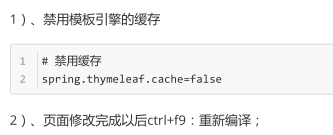 1）、禁用模板引擎的缓存
1 # 禁用缓存
2 spring.thymeleaf.cache=false
2）、页面修改完成以后ctrl+f9：重新编译；